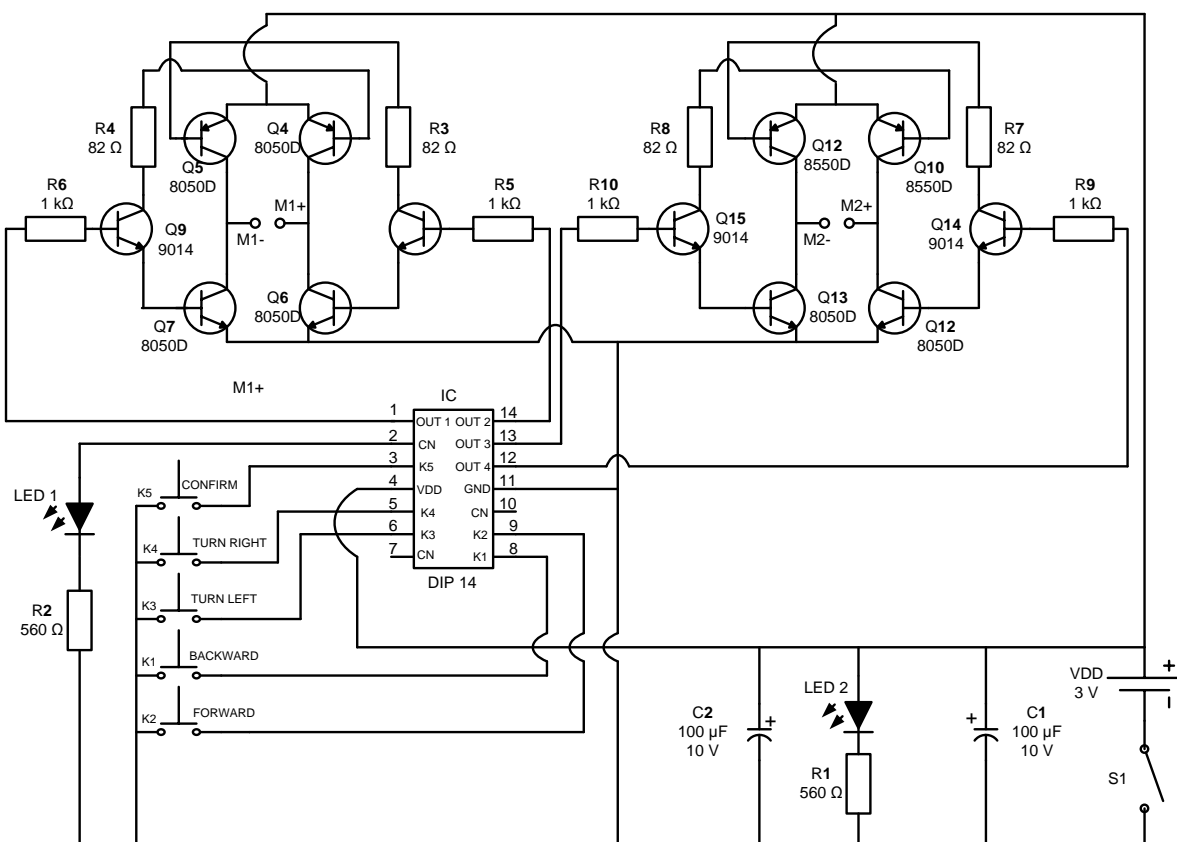 R4
82 Ω
Q5
8050D
Q4
8050D
R3
82 Ω
R6
1 kΩ
Q9
9014
M1-
M1+
R5
1 kΩ
Q7
8050D
Q6
8050D
R8
82 Ω
Q12
8550D
Q10
8550D
R7
82 Ω
R10
1 kΩ
Q15
9014
M2+
M2-
Q14
9014
R9
1 kΩ
Q13
8050D
Q12
8050D
M1+
IC
1 OUT 1 OUT 2 14
2 CN OUT 3 13
3 K5 OUT 4 12
4 VDD GND 11
5 K4 CN 10
6 K3 K2 9
7 CN K1 8
DIP 14
LED 1
R2
560 Ω
K5 CONFIRM
K4 TURN RIGHT
K3 TURN LEFT
K1 BACKWARD
K2 FORWARD
C2
100 µF
10 V
+
LED 2
R1
560 Ω
+
C1
100 µF
10 V
VDD
3 V
+
−
S1